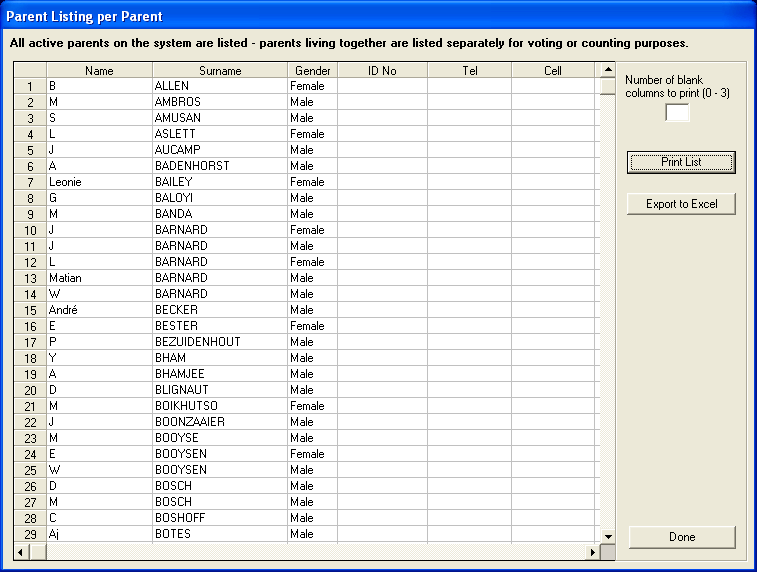 Parent Listing per Parent
All active parents on the system are listed - parents living together are listed separately for voting or counting purposes.
Name Surname Gender ID No Tel Cell
1 B ALLEN Female
2 M AMBROS Male
3 S AMUSAN Male
4 L ASLETT Female
5 J AUCAMP Male
6 A BADENHORST Male
7 Leonie BAILEY Female
8 G BALOYI Male
9 M BANDA Male
10 J BARNARD Female
11 J BARNARD Male
12 L BARNARD Female
13 Matian BARNARD Male
14 W BARNARD Male
15 André BECKER Male
16 E BESTER Female
17 P BEZUIDENHOUT Male
18 Y BHAM Male
19 A BHAMJEE Male
20 D BLIGNAUT Male
21 M BOIKHUTSO Female
22 J BOONZAAIER Male
23 M BOOYSE Male
24 E BOOYSEN Female
25 W BOOYSEN Male
26 D BOSCH Male
27 M BOSCH Male
28 C BOSHOFF Male
29 Aj BOTES Male
Number of blank
columns to print (0 - 3)
Print List
Export to Excel
Done